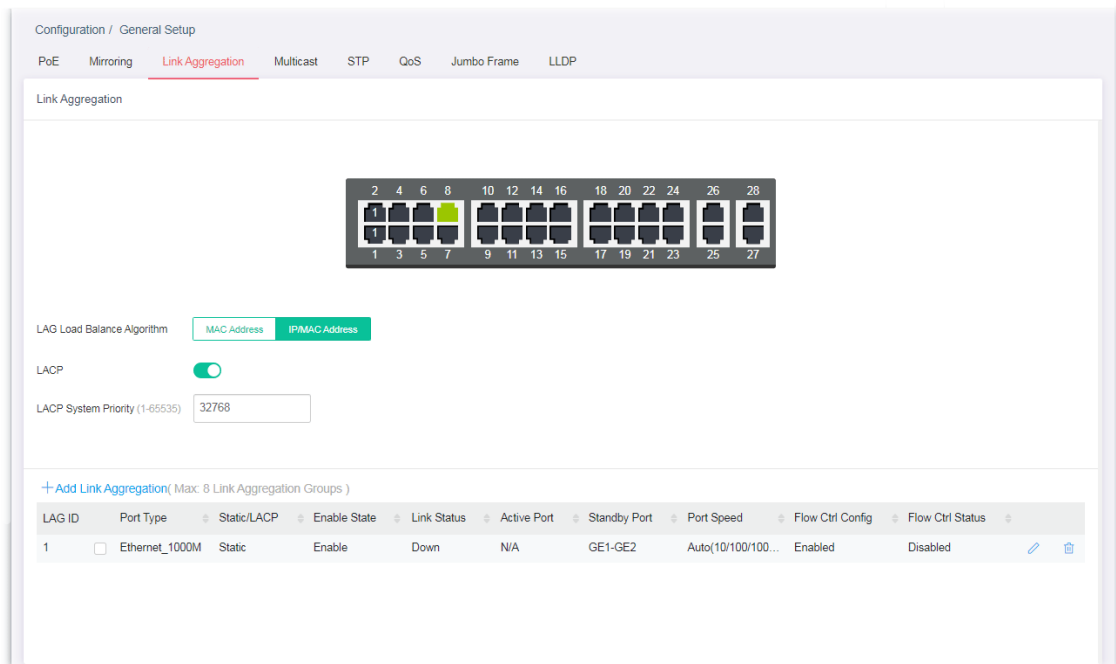 Configuration / General Setup
PoE Mirroring Link Aggregation Multicast STP QoS Jumbo Frame LLDP
Link Aggregation
2 4 6 8 10 12 14 16 18 20 22 24 26 28
1
1
1 3 5 7 9 11 13 15 17 19 21 23 25 27
LAG Load Balance Algorithm MAC Address IP/MAC Address
LACP
LACP System Priority (1-65535) 32768
+Add Link Aggregation( Max: 8 Link Aggregation Groups )
LAG ID Port Type Static/LACP Enable State Link Status Active Port Standby Port Port Speed Flow Ctrl Config Flow Ctrl Status
1 Ethernet_1000M Static Enable Down N/A GE1-GE2 Auto(10/100/100... Enabled Disabled